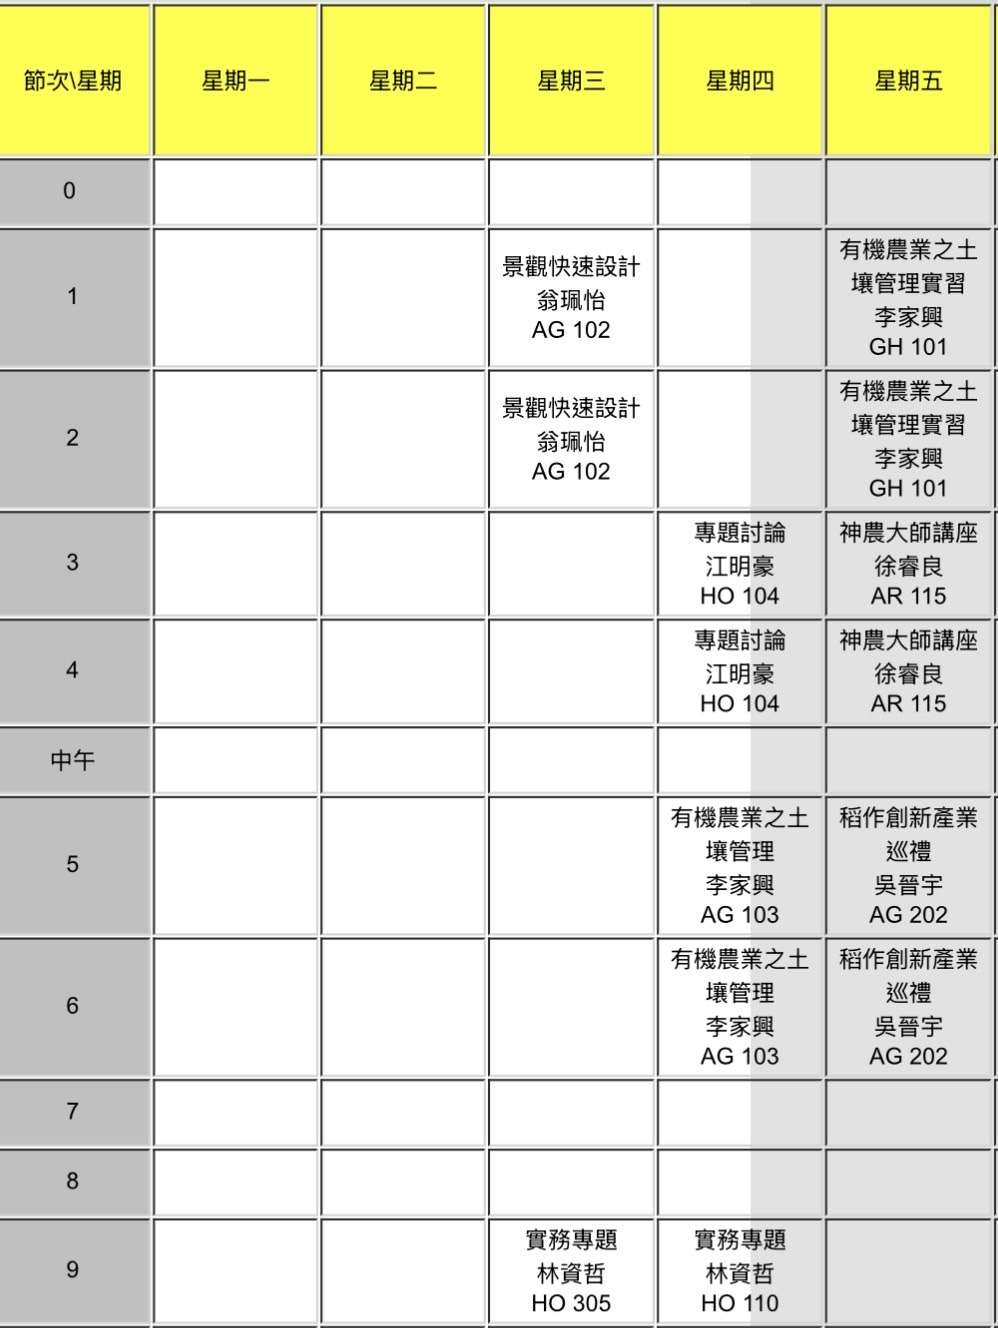 節次\星期 星期一 星期二 星期三 星期四 星期五
0
1
景觀快速設計
翁珮怡
AG 102
有機農業之土
壤管理實習
李家興
GH 101
2
景觀快速設計
翁珮怡
AG 102
有機農業之土
壤管理實習
李家興
GH 101
3
專題討論
江明豪
HO 104
神農大師講座
徐睿良
AR 115
4
專題討論
江明豪
HO 104
神農大師講座
徐睿良
AR 115
中午
5
有機農業之土
壤管理
李家興
AG 103
稻作創新產業
巡禮
吳晉宇
AG 202
6
有機農業之土
壤管理
李家興
AG 103
稻作創新產業
巡禮
吳晉宇
AG 202
7
8
9
實務專題
林資哲
HO 305
實務專題
林資哲
HO 110